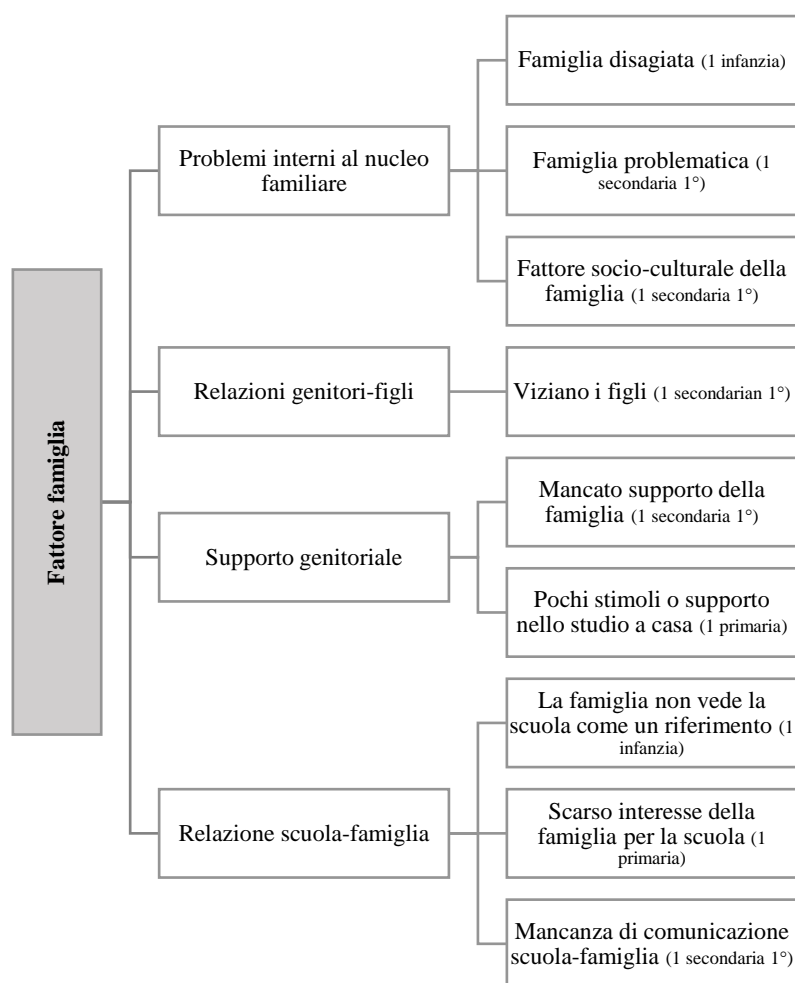 Fattore famiglia
Problemi interni al nucleo
familiare
Famiglia disagiata (1 infanzia)
Famiglia problematica (1
secondaria 1°)
Fattore socio-culturale della
famiglia (1 secondaria 1°)
Relazioni genitori-figli
Viziano i figli (1 secondarian 1°)
Supporto genitoriale
Mancato supporto della
famiglia (1 secondaria 1°)
Pochi stimoli o supporto
nello studio a casa (1 primaria)
Relazione scuola-famiglia
La famiglia non vede la
scuola come un riferimento (1
infanzia)
Scarso interesse della
famiglia per la scuola (1
primaria)
Mancanza di comunicazione
scuola-famiglia (1 secondaria 1°)